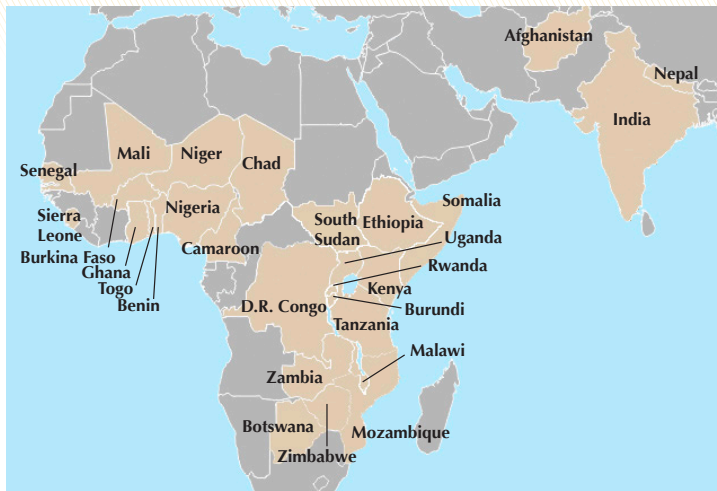 Afghanistan
Nepal
India
Mali
Niger
Chad
Senegal
Nigeria
Somalia
Sierra
Leone
South
Sudan
Ethiopia
Burkina Faso
Camaroon
Uganda
Ghana
Rwanda
Togo
Kenya
Benin
D.R. Congo
Burundi
Tanzania
Malawi
Zambia
Botswana
Mozambique
Zimbabwe